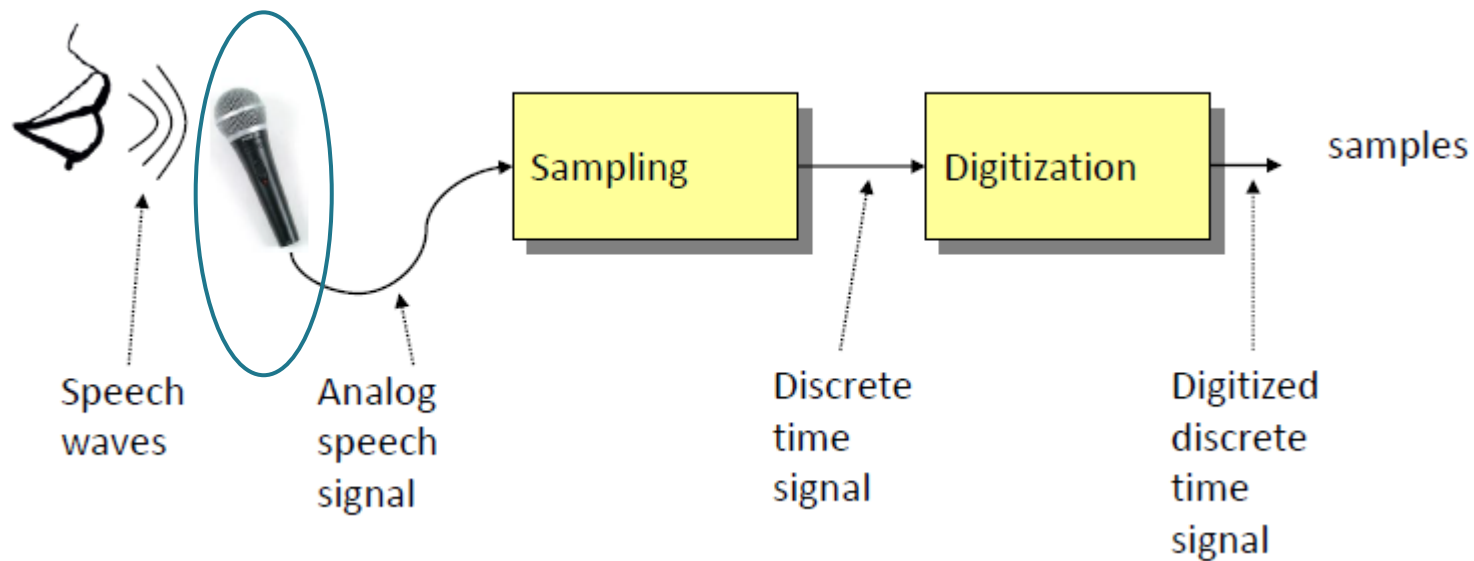 Sampling
Digitization
samples
Speech
waves
Analog
speech
signal
Discrete
time
signal
Digitized
discrete
time
signal